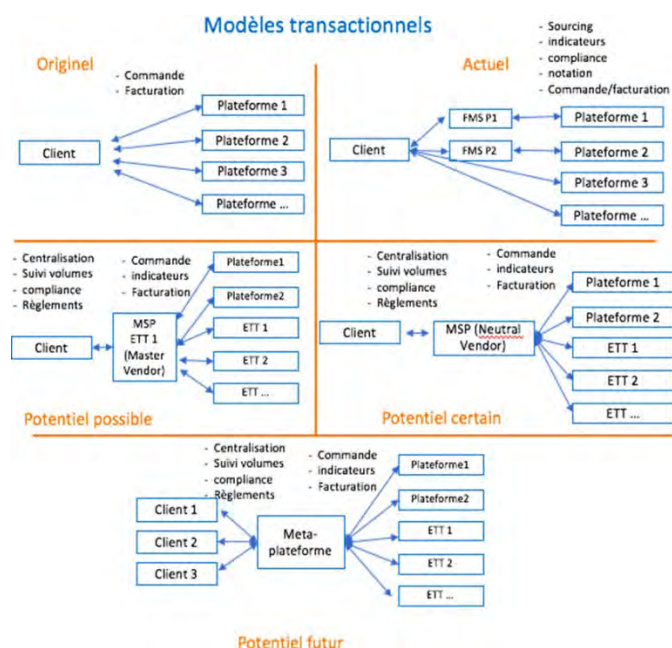 Modèles transactionnels
Originel
- Commande
- Facturation
Client
Plateforme 1
Plateforme 2
Plateforme 3
Plateforme ...
Actuel
- Sourcing
- indicateurs
- compliance
- notation
- Commande/facturation
Client
FMS P1
FMS P2
Plateforme 1
Plateforme 2
Plateforme 3
Plateforme ...
- Centralisation
- Suivi volumes
- compliance
- Règlements
- Commande
- indicateurs
- Facturation
Client
MSP
ETT 1
(Master
Vendor)
Plateforme1
Plateforme2
ETT 1
ETT 2
ETT ...
Potentiel possible
- Centralisation
- Suivi volumes
- compliance
- Règlements
- Commande
- indicateurs
- Facturation
Client
MSP (Neutral
Vendor)
Plateforme 1
Plateforme 2
ETT 1
ETT 2
ETT ...
Potentiel certain
- Centralisation
- Suivi volumes
- compliance
- Règlements
- Commande
- indicateurs
- Facturation
Client 1
Client 2
Client 3
Meta-
plateforme
Plateforme1
Plateforme2
ETT 1
ETT 2
ETT ...
Potentiel futur